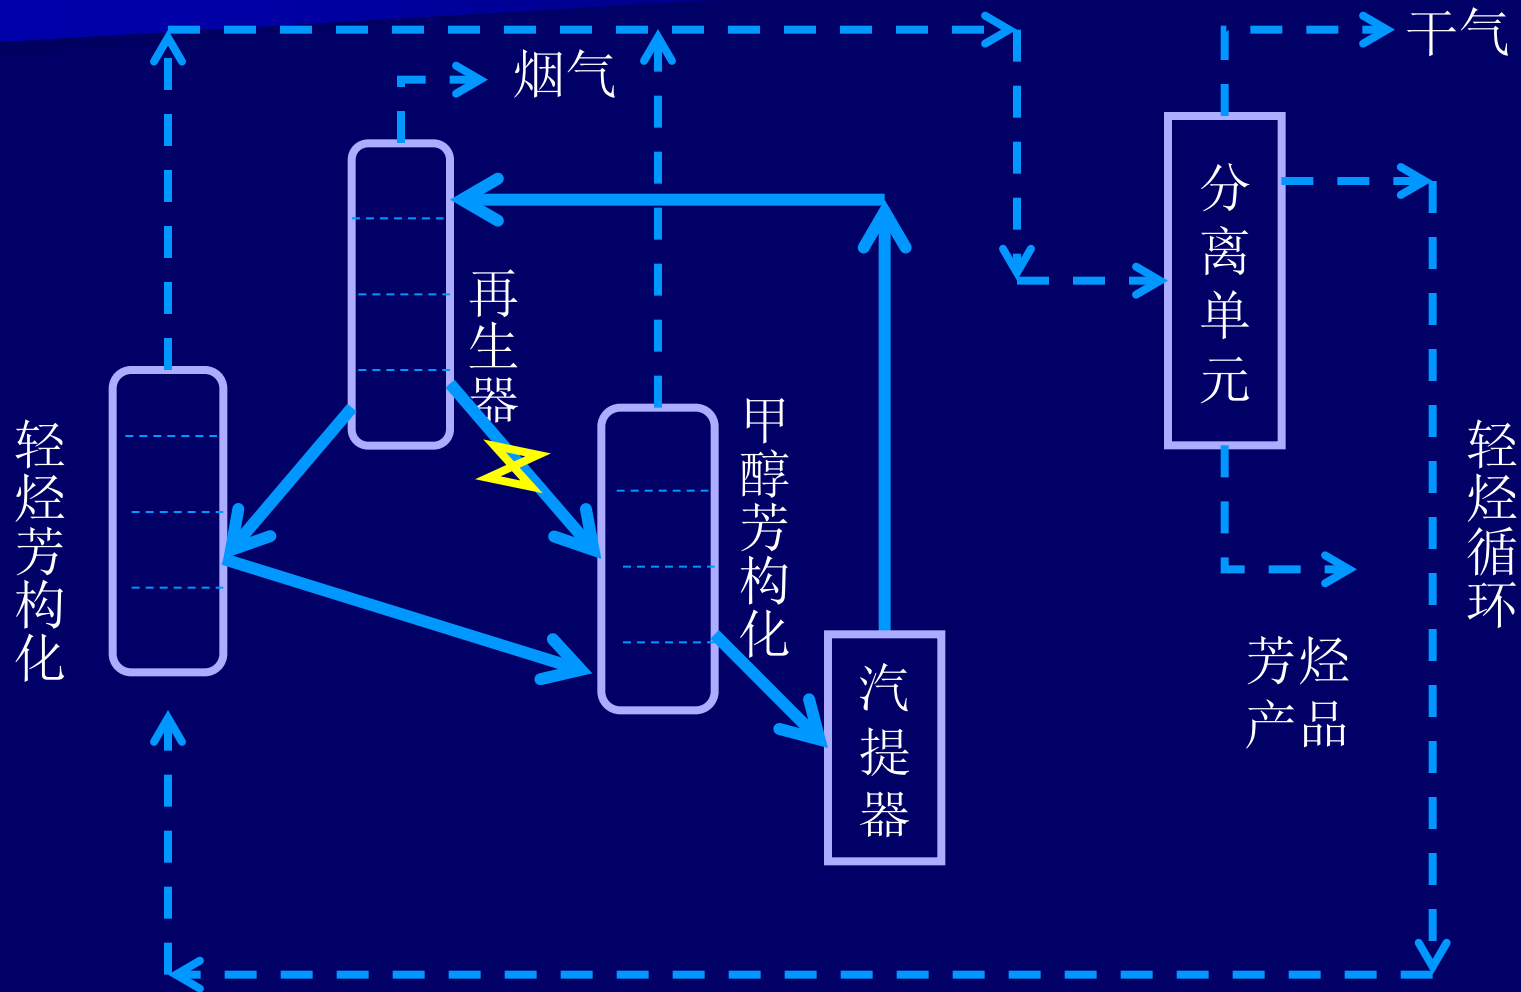 干气
烟气
分离单元
再生器
轻烃芳构化
甲醇芳构化
轻烃循环
汽提器
芳烃
产品